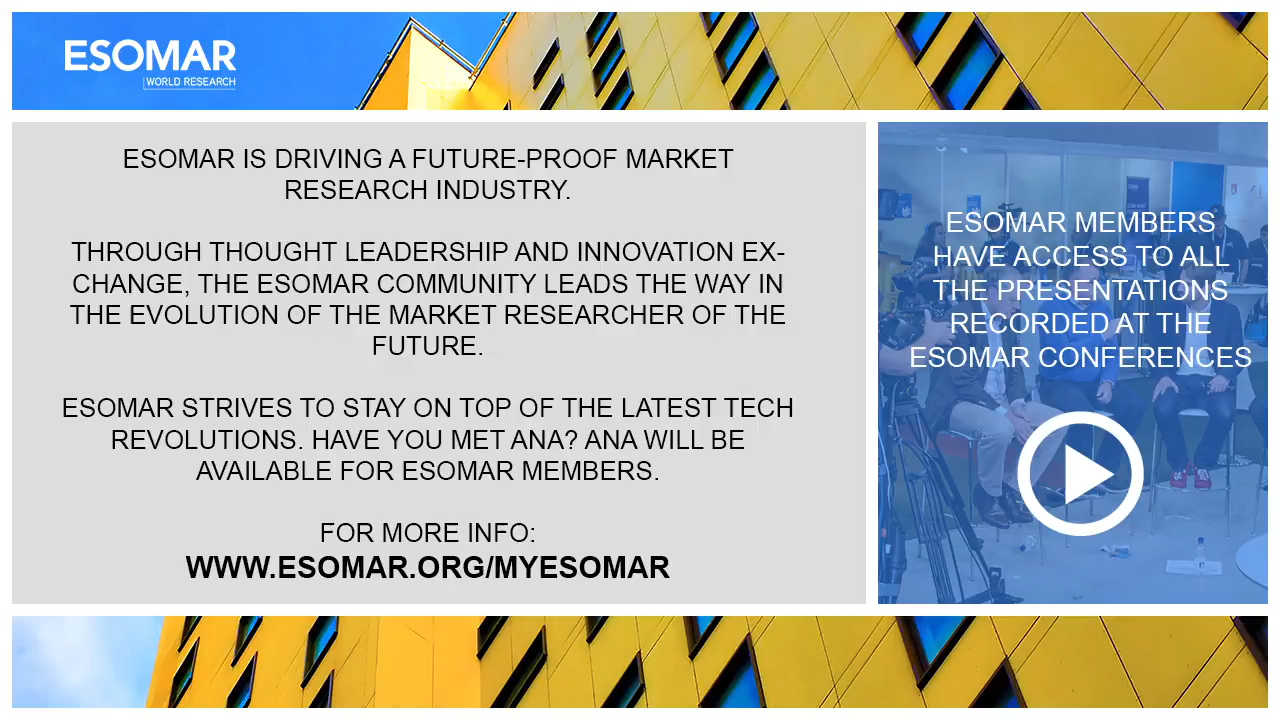 ESOMAR
WORLD RESEARCH
ESOMAR IS DRIVING A FUTURE-PROOF MARKET
RESEARCH INDUSTRY.
THROUGH THOUGHT LEADERSHIP AND INNOVATION EX-
CHANGE, THE ESOMAR COMMUNITY LEADS THE WAY IN
THE EVOLUTION OF THE MARKET RESEARCHER OF THE
FUTURE.
ESOMAR STRIVES TO STAY ON TOP OF THE LATEST TECH
REVOLUTIONS. HAVE YOU MET ANA? ANA WILL BE
AVAILABLE FOR ESOMAR MEMBERS.
FOR MORE INFO:
WWW.ESOMAR.ORG/MYESOMAR
ESOMAR MEMBERS
HAVE ACCESS TO ALL
THE PRESENTATIONS
RECORDED AT THE
ESOMAR CONFERENCES